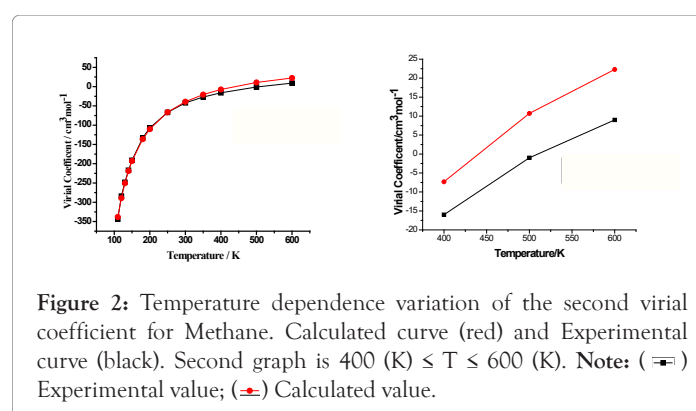 50
0
-50
-100
-150
-200
-250
-300
-350
Virial Coefficent / cm³mol⁻¹
100 200 300 400 500 600
Temperature / K
25
20
15
10
5
0
-5
-10
-15
-20
Virial Coefficent/cm³mol⁻¹
400 450 500 550 600
Temperature/K
Figure 2: Temperature dependence variation of the second virial
coefficient for Methane. Calculated curve (red) and Experimental
curve (black). Second graph is 400 (K) ≤ T ≤ 600 (K). Note: ( )
Experimental value; ( ) Calculated value.